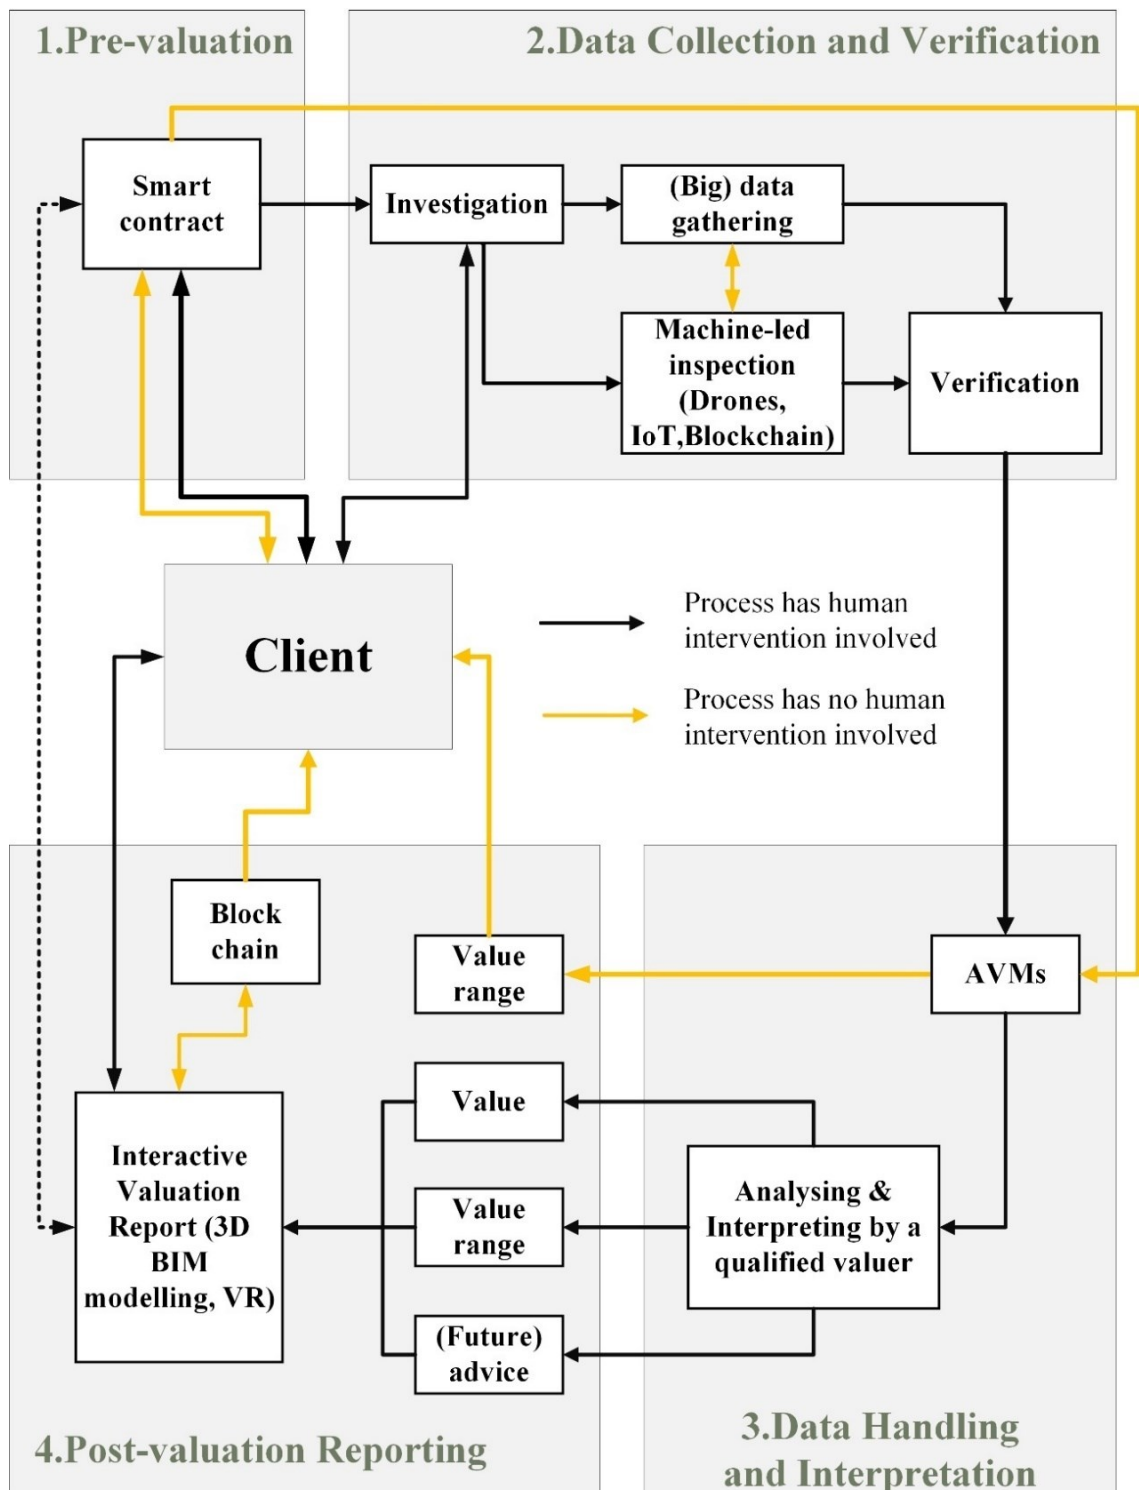 1.Pre-valuation
2.Data Collection and Verification
Smart
contract
Investigation
(Big) data
gathering
Machine-led
inspection
(Drones,
IoT,Blockchain)
Verification
Client
Process has human
intervention involved
Process has no human
intervention involved
Block
chain
Value
range
AVMs
Interactive
Valuation
Report (3D
BIM
modelling, VR)
Value
Value
range
(Future)
advice
Analysing &
Interpreting by a
qualified valuer
4.Post-valuation Reporting
3.Data Handling
and Interpretation